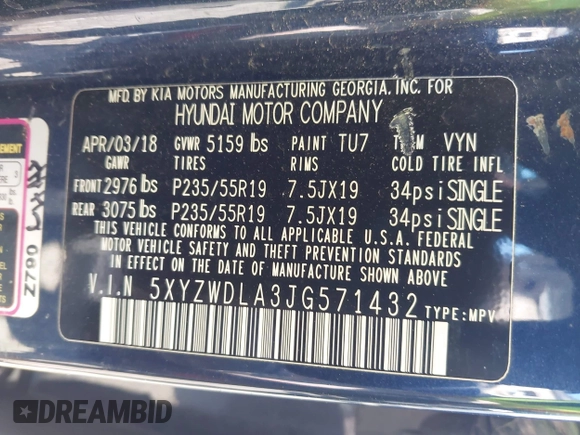 MFD. BY KIA MOTORS MANUFACTURING GEORGIA, INC. FOR
HYUNDAI MOTOR COMPANY
APR/03/18 GVWR 5159 lbs PAINT TU7 VYN
GAWR RIMS COLD TIRE INFL
FRONT 2976 lbs P235/55R19 7.5JX19 34psi SINGLE
REAR 3075 lbs P235/55R19 7.5JX19 34psi SINGLE
THIS VEHICLE CONFORMS TO ALL APPLICABLE U.S.A. FEDERAL
MOTOR VEHICLE SAFETY AND THEFT PREVENTION STANDARDS
IN EFFECT ON THE DATE OF MANUFACTURE SHOWN ABOVE
V.I.N 5XYZWDLA3JG571432 TYPE:MPV
DREAMBID